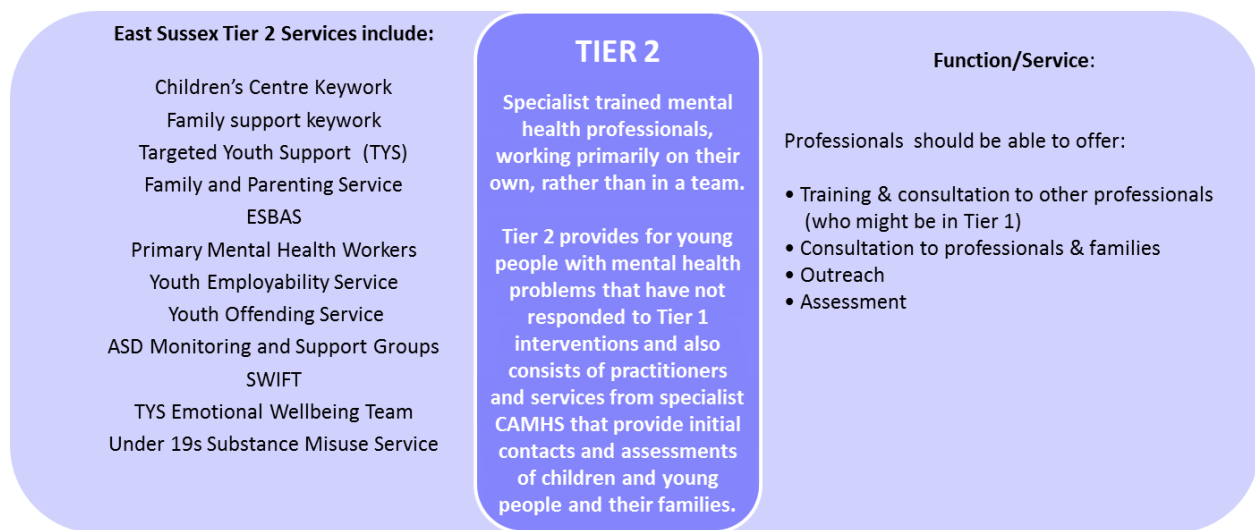 East Sussex Tier 2 Services include:
Children’s Centre Keywork
Family support keywork
Targeted Youth Support  (TYS)
Family and Parenting Service
ESBAS
Primary Mental Health Workers
Youth Employability Service
Youth Offending Service
ASD Monitoring and Support Groups
SWIFT
TYS Emotional Wellbeing Team
Under 19s Substance Misuse Service
TIER 2
Specialist trained mental
health professionals,
working primarily on their
own, rather than in a team.
Tier 2 provides for young
people with mental health
problems that have not
responded to Tier 1
interventions and also
consists of practitioners
and services from specialist
CAMHS that provide initial
contacts and assessments
of children and young
people and their families.
Function/Service:
Professionals  should be able to offer:
• Training & consultation to other professionals
(who might be in Tier 1)
• Consultation to professionals & families
• Outreach
• Assessment